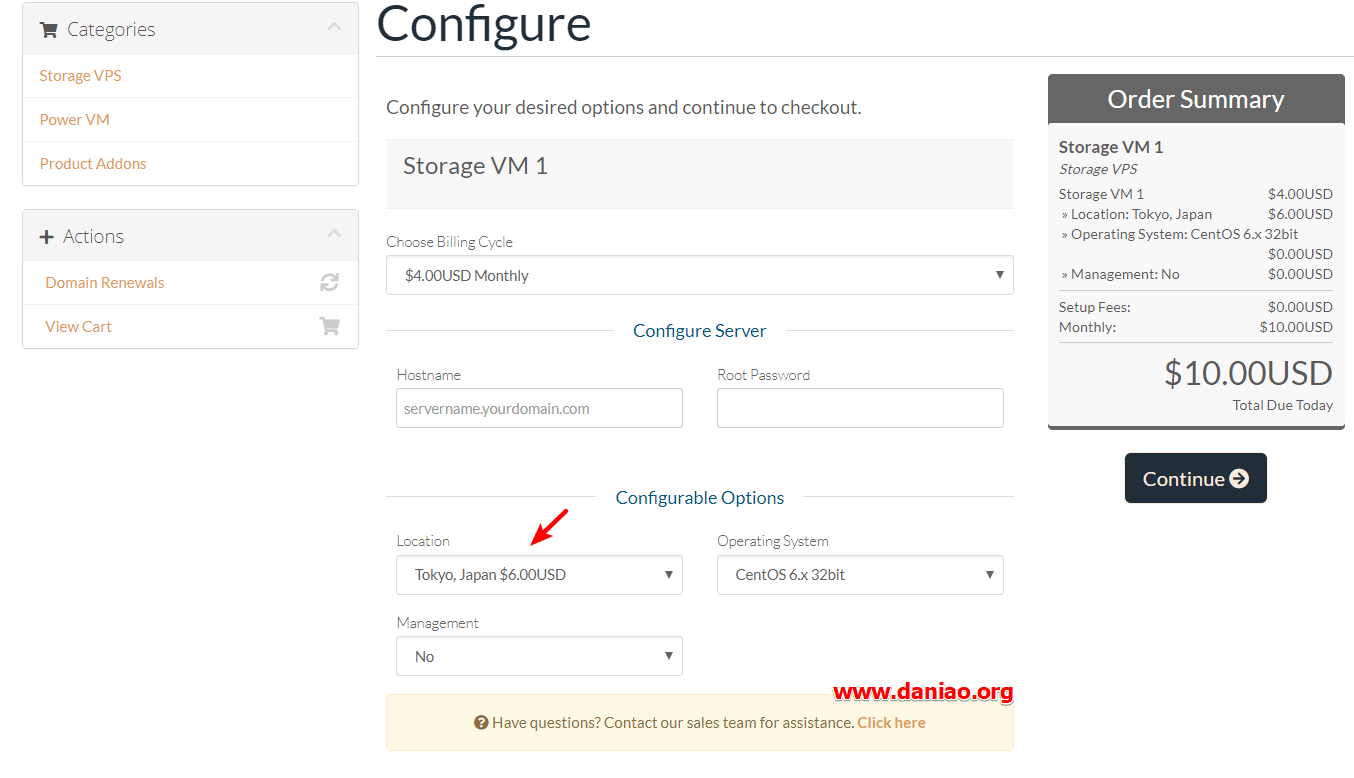 Categories
Storage VPS
Power VM
Product Addons
Actions
Domain Renewals
View Cart
Configure
Configure your desired options and continue to checkout.
Storage VM 1
Choose Billing Cycle
$4.00USD Monthly
Configure Server
Hostname
Root Password
servername.yourdomain.com
Configurable Options
Location
Operating System
Tokyo, Japan $6.00USD
CentOS 6.x 32bit
Management
No
www.daniao.org
Have questions? Contact our sales team for assistance. Click here
Order Summary
Storage VM 1
Storage VPS
Storage VM 1 $4.00USD
» Location: Tokyo, Japan $6.00USD
» Operating System: CentOS 6.x 32bit
$0.00USD
» Management: No $0.00USD
Setup Fees: $0.00USD
Monthly: $10.00USD
$10.00USD
Total Due Today
Continue